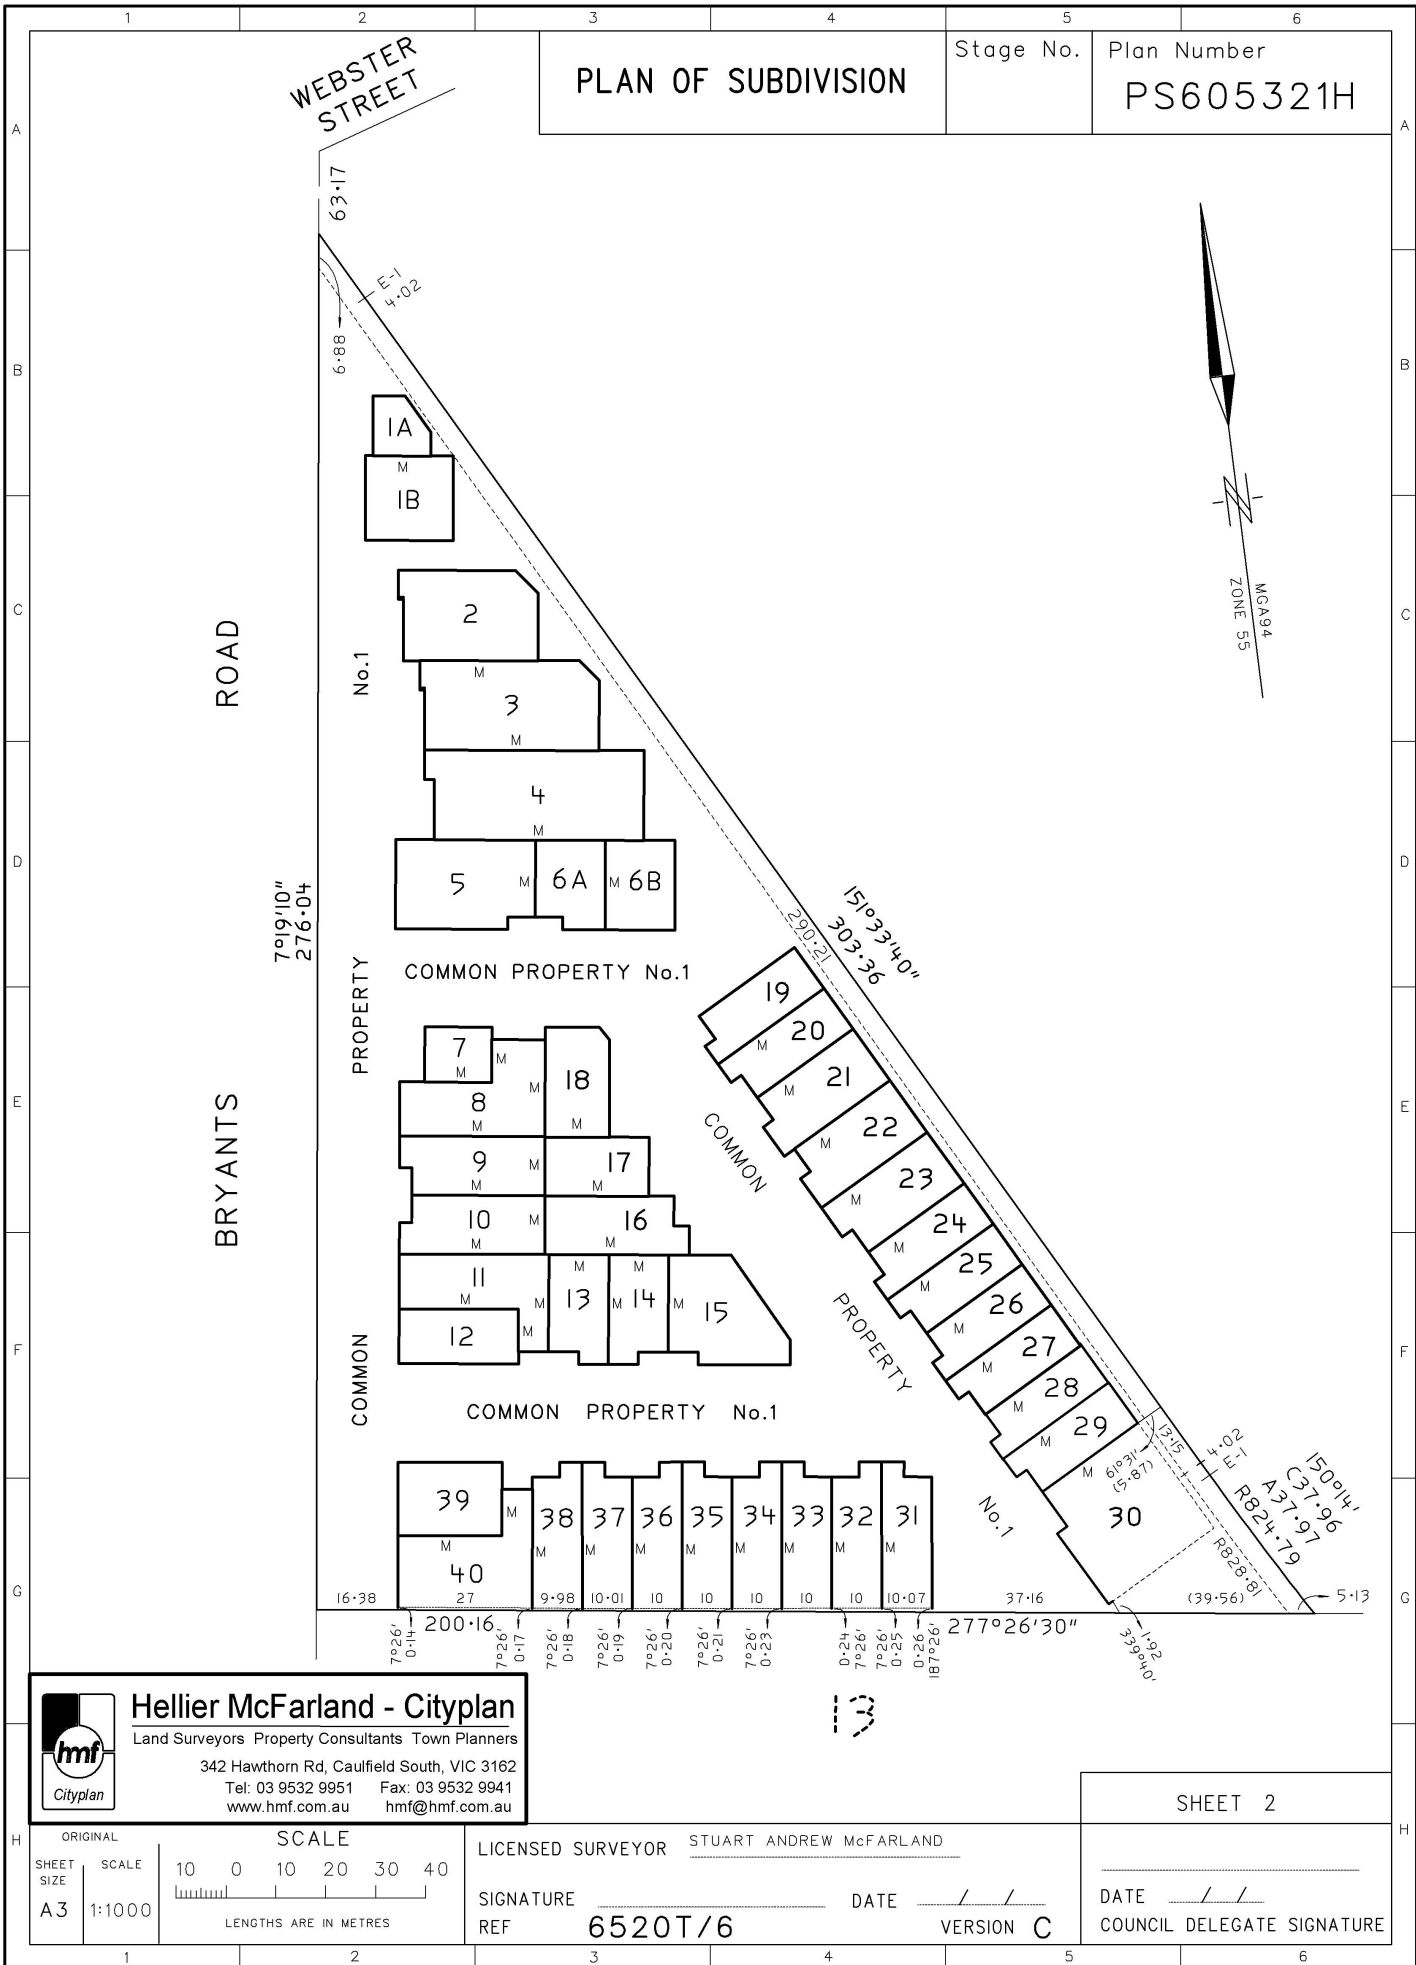 1 2 3 4 5 6
A
B
C
D
E
F
G
H
A
B
C
D
E
F
G
H
PLAN OF SUBDIVISION
Stage No.
Plan Number
PS605321H
WEBSTER
STREET
63·17
E-1
4·02
6·88
1A
M
1B
MGA94
ZONE 55
ROAD
No.1
2
M
3
M
4
M
5
M
6A
M
6B
7°19'10"
276·04
290·21
151°33'40"
303·36
COMMON PROPERTY No.1
PROPERTY
BRYANTS
7
M
M
8
M
M
18
M
9
M
M
17
M
10
M
M
16
M
11
M
M
13
M
14
M
M
M
15
12
M
COMMON
COMMON PROPERTY No.1
19
20
M
21
M
22
M
23
M
24
M
25
M
26
M
27
M
28
M
29
M
M
30
COMMON
PROPERTY
No.1
61°31'
(5·87)
13·15
4·02
E-1
150°14'
C37·96
A37·97
R824·79
R828·81
39
M
M
40
38
M
37
M
36
M
35
M
34
M
33
M
32
M
31
M
16·38 27 9·98 10·01 10 10 10 10 10 10·07 37·16 (39·56) 5·13
200·16
277°26'30"
7°26'
0·14
7°26'
0·17
7°26'
0·18
7°26'
0·19
7°26'
0·20
7°26'
0·21
7°26'
0·23
0·24
7°26'
7°26'
0·25
0·26
187°26'
1·92
339°40'
13
hmf
Cityplan
Hellier McFarland - Cityplan
Land Surveyors Property Consultants Town Planners
342 Hawthorn Rd, Caulfield South, VIC 3162
Tel: 03 9532 9951 Fax: 03 9532 9941
www.hmf.com.au hmf@hmf.com.au
SHEET 2
ORIGINAL
SHEET
SIZE
SCALE
A3
1:1000
SCALE
10 0 10 20 30 40
LENGTHS ARE IN METRES
LICENSED SURVEYOR STUART ANDREW McFARLAND
SIGNATURE DATE / /
REF 6520T/6 VERSION C
DATE / /
COUNCIL DELEGATE SIGNATURE
1 2 3 4 5 6